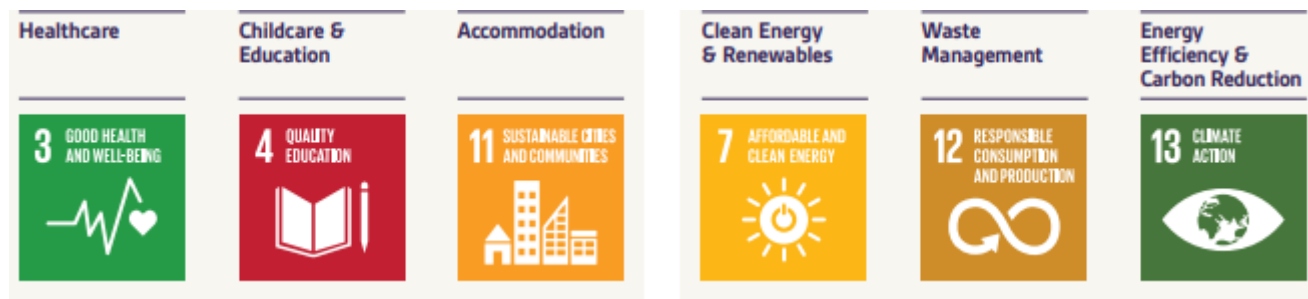 Healthcare
Childcare &
Education
Accommodation
Clean Energy
& Renewables
Waste
Management
Energy
Efficiency &
Carbon Reduction
3 GOOD HEALTH
AND WELL-BEING
4 QUALITY
EDUCATION
11 SUSTAINABLE CITIES
AND COMMUNITIES
7 AFFORDABLE AND
CLEAN ENERGY
12 RESPONSIBLE
CONSUMPTION
AND PRODUCTION
13 CLIMATE
ACTION